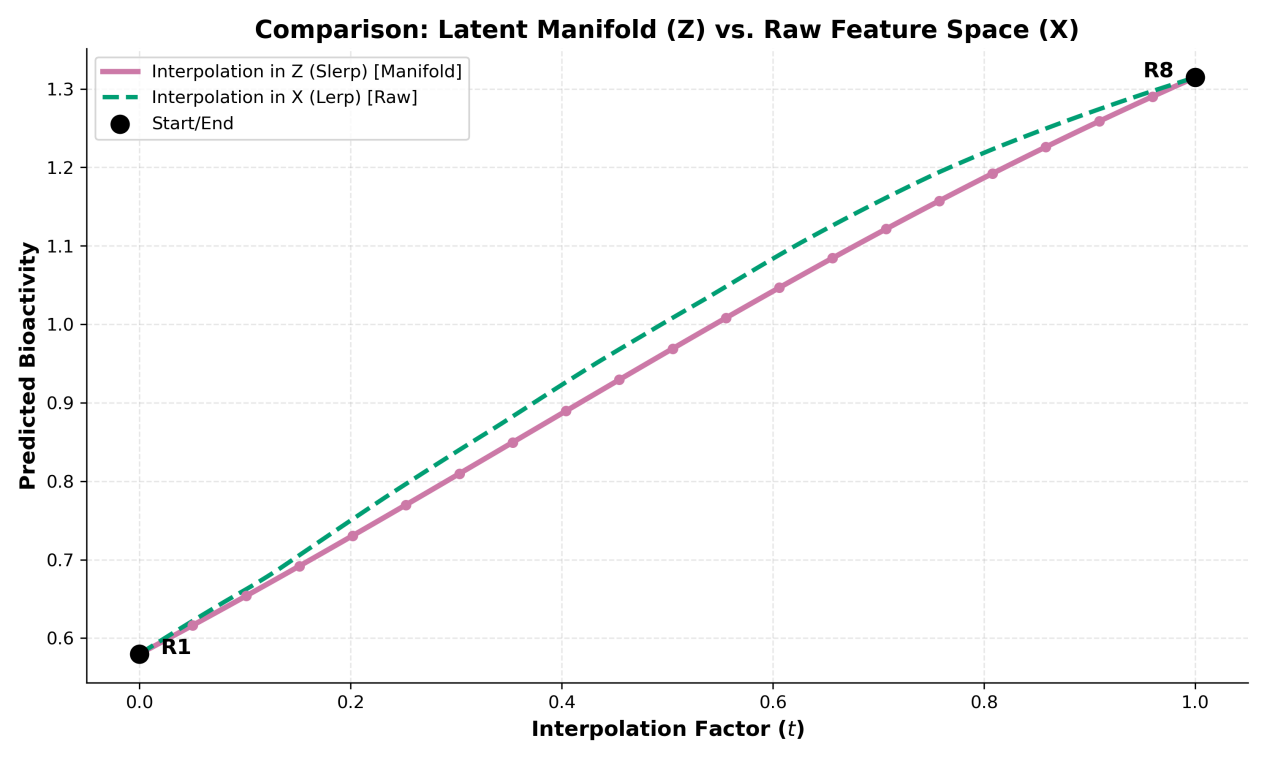 Comparison: Latent Manifold (Z) vs. Raw Feature Space (X)
Interpolation in Z (Slerp) [Manifold]
Interpolation in X (Lerp) [Raw]
Start/End
R8
R1
1.3
1.2
1.1
1.0
0.9
0.8
0.7
0.6
Predicted Bioactivity
0.0 0.2 0.4 0.6 0.8 1.0
Interpolation Factor (t)